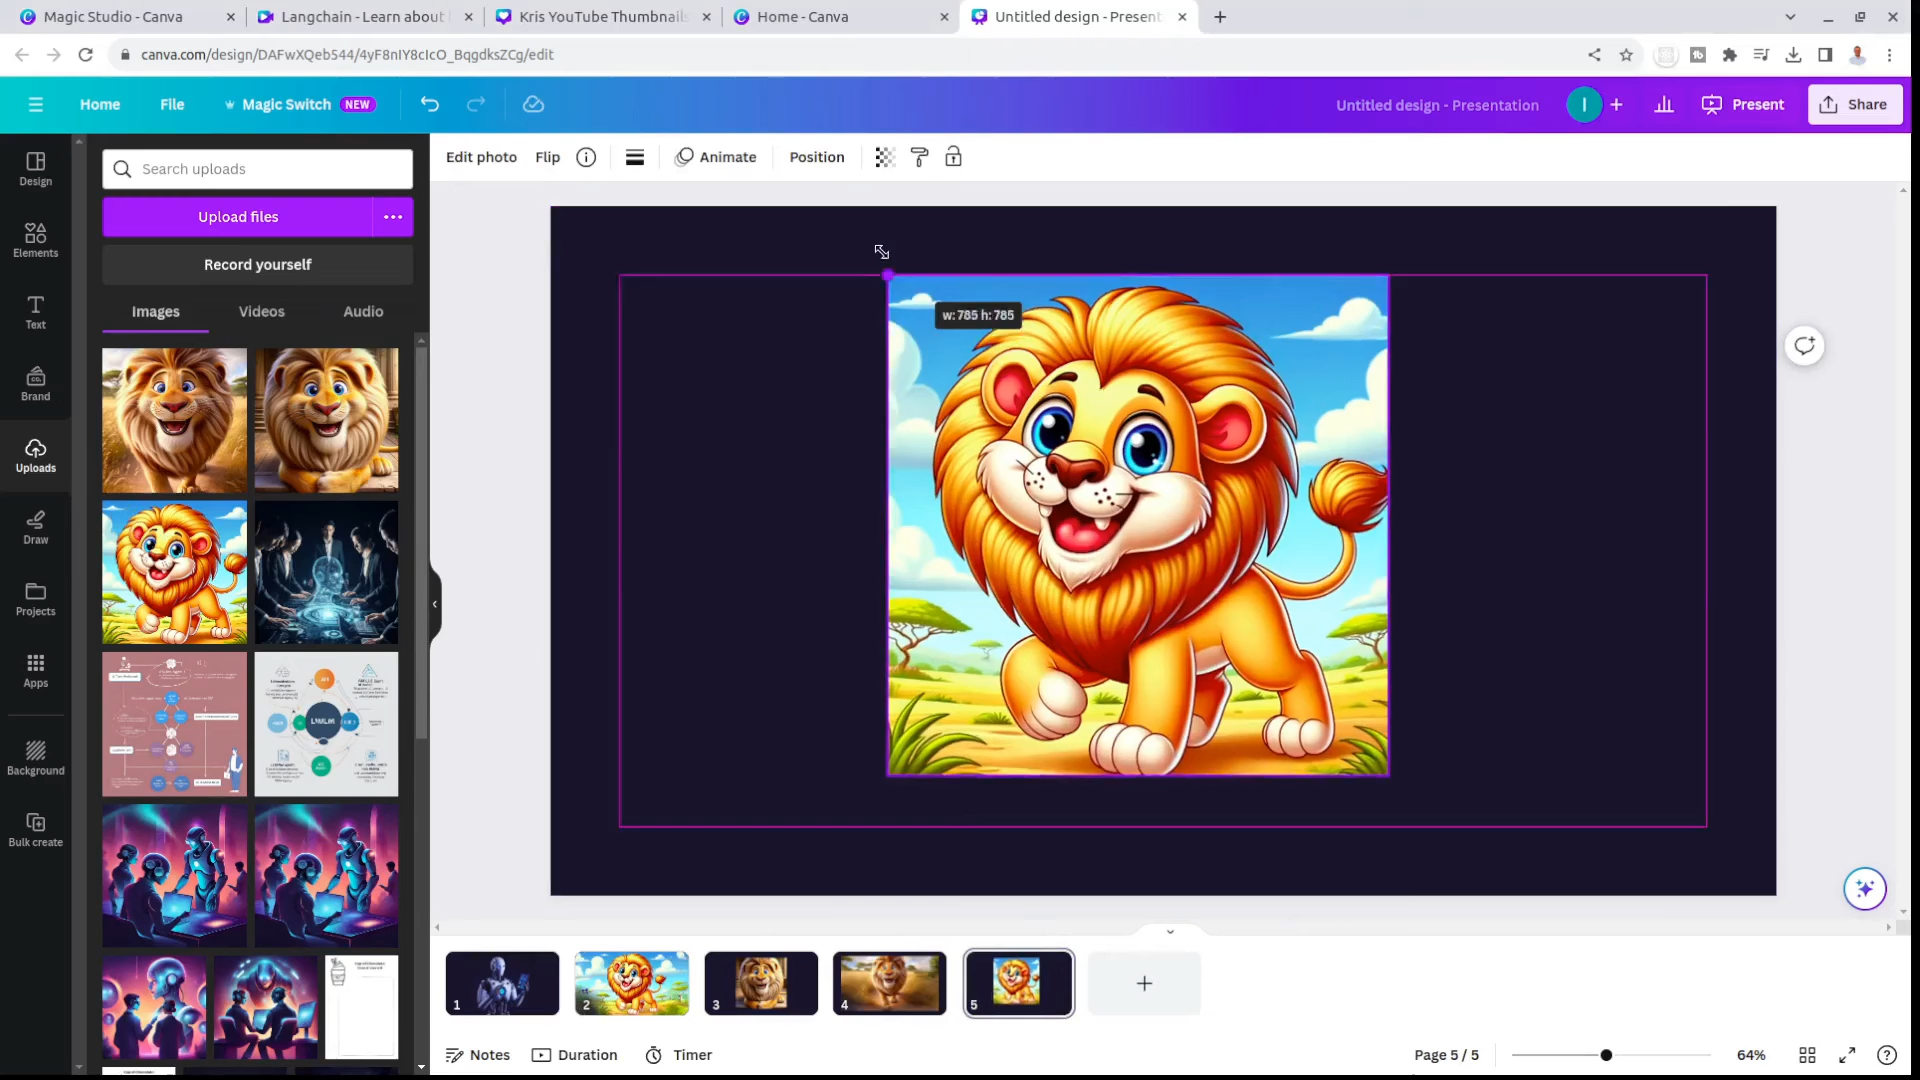 Magic Studio - Canva
Langchain - Learn about
Kris YouTube Thumbnails
Home - Canva
Untitled design - Present
canva.com/design/DAFwXQeb544/4yF8nIY8cIcO_BqgdksZCg/edit
Home
File
Magic Switch
NEW
Untitled design - Presentation
I
Present
Share
Design
Elements
Text
Brand
Uploads
Draw
Projects
Apps
Background
Bulk create
Search uploads
Upload files
Record yourself
Images
Videos
Audio
Edit photo
Flip
Animate
Position
w: 785 h: 785
1
2
3
4
5
Notes
Duration
Timer
Page 5 / 5
64%